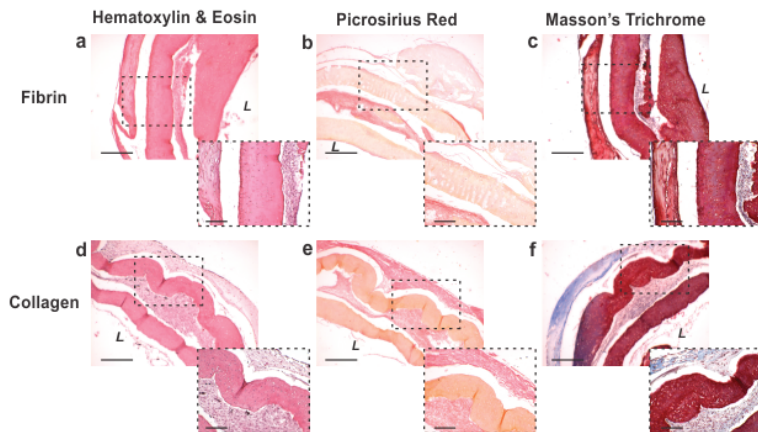 Hematoxylin & Eosin Picrosirius Red Masson's Trichrome
a b c
Fibrin
L L L
d e f
Collagen
L L L